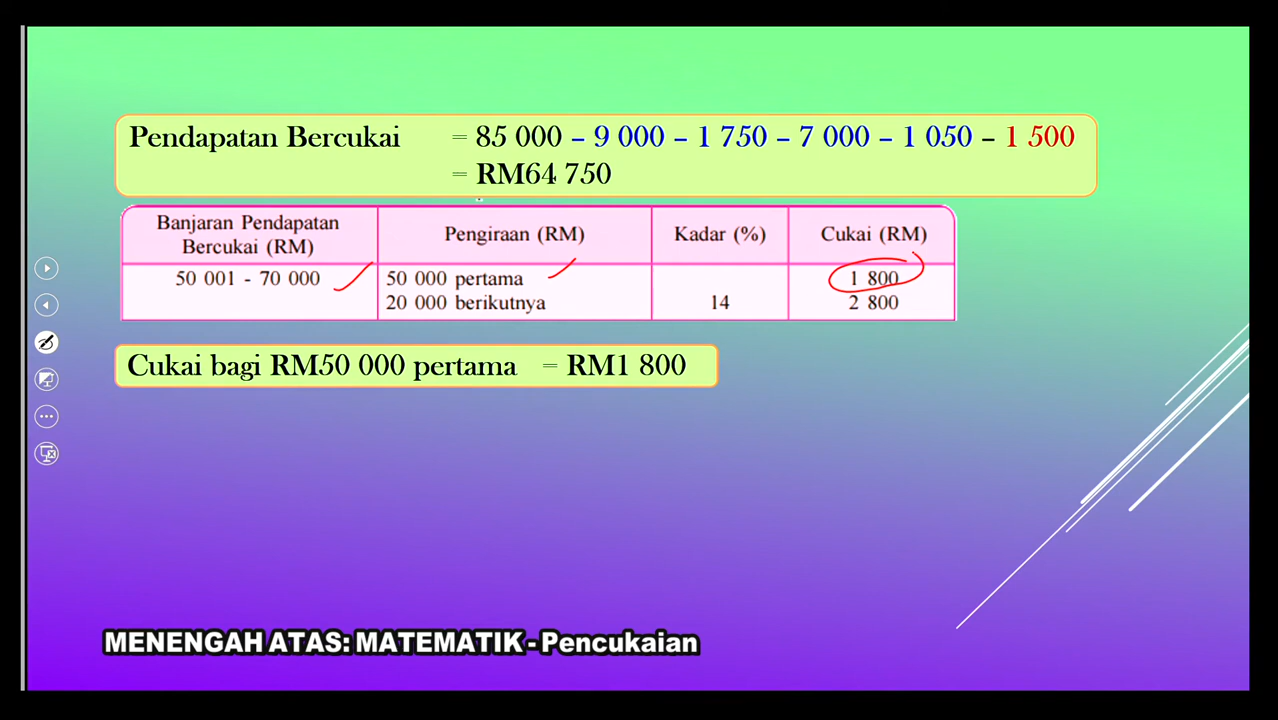 Pendapatan Bercukai = 85 000 – 9 000 – 1 750 – 7 000 – 1 050 – 1 500
= RM64 750
Banjaran Pendapatan Bercukai (RM) Pengiraan (RM) Kadar (%) Cukai (RM)
50 001 - 70 000 50 000 pertama 1 800
20 000 berikutnya 14 2 800
Cukai bagi RM50 000 pertama = RM1 800
MENENGAH ATAS: MATEMATIK - Pencukaian